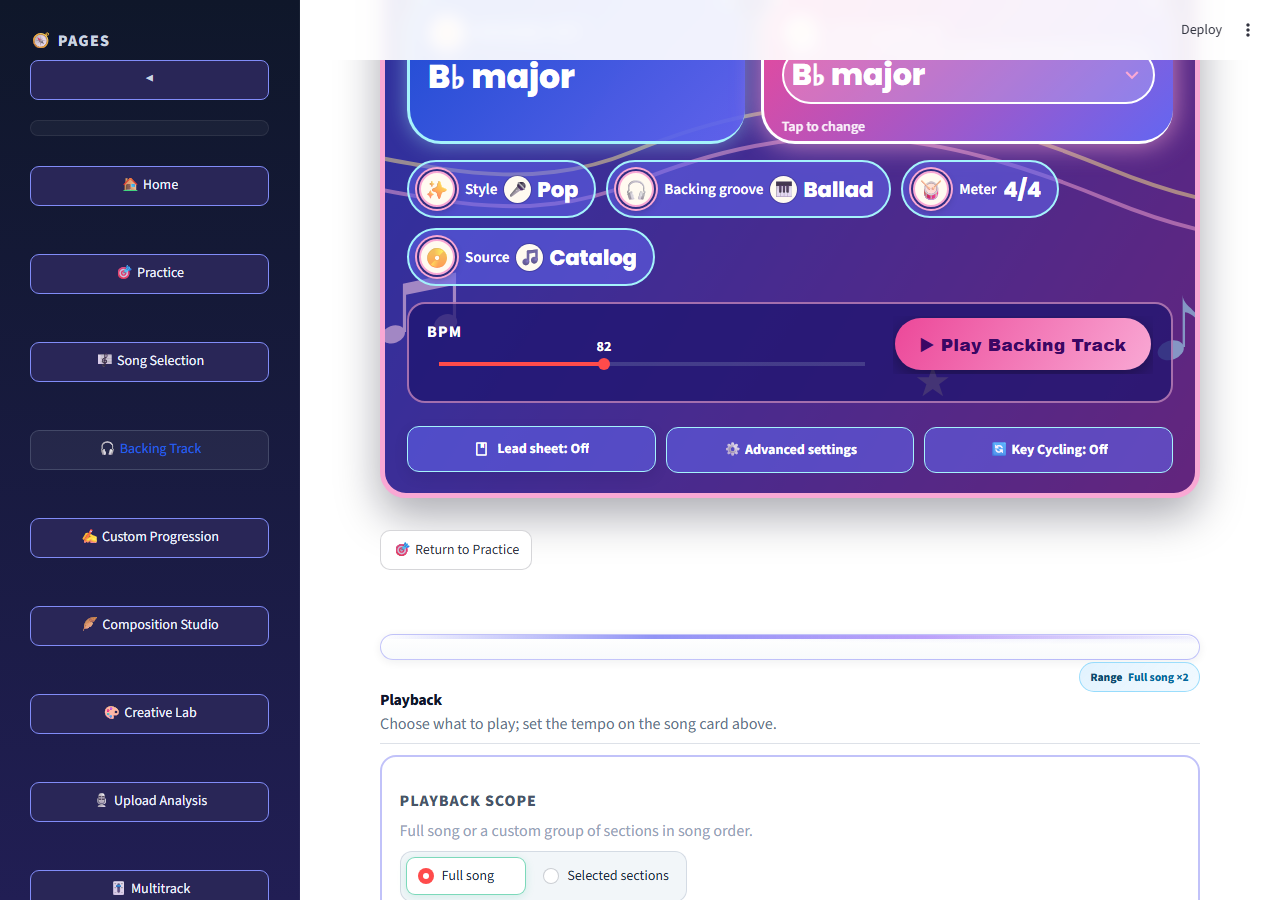 PAGES
Home
Practice
Song Selection
Backing Track
Custom Progression
Composition Studio
Creative Lab
Upload Analysis
Multitrack
Deploy
B♭ major
B♭ major
Tap to change
Style Pop
Backing groove Ballad
Meter 4/4
Source Catalog
BPM
82
Play Backing Track
Lead sheet: Off
Advanced settings
Key Cycling: Off
Return to Practice
Range Full song ×2
Playback
Choose what to play; set the tempo on the song card above.
PLAYBACK SCOPE
Full song or a custom group of sections in song order.
Full song
Selected sections